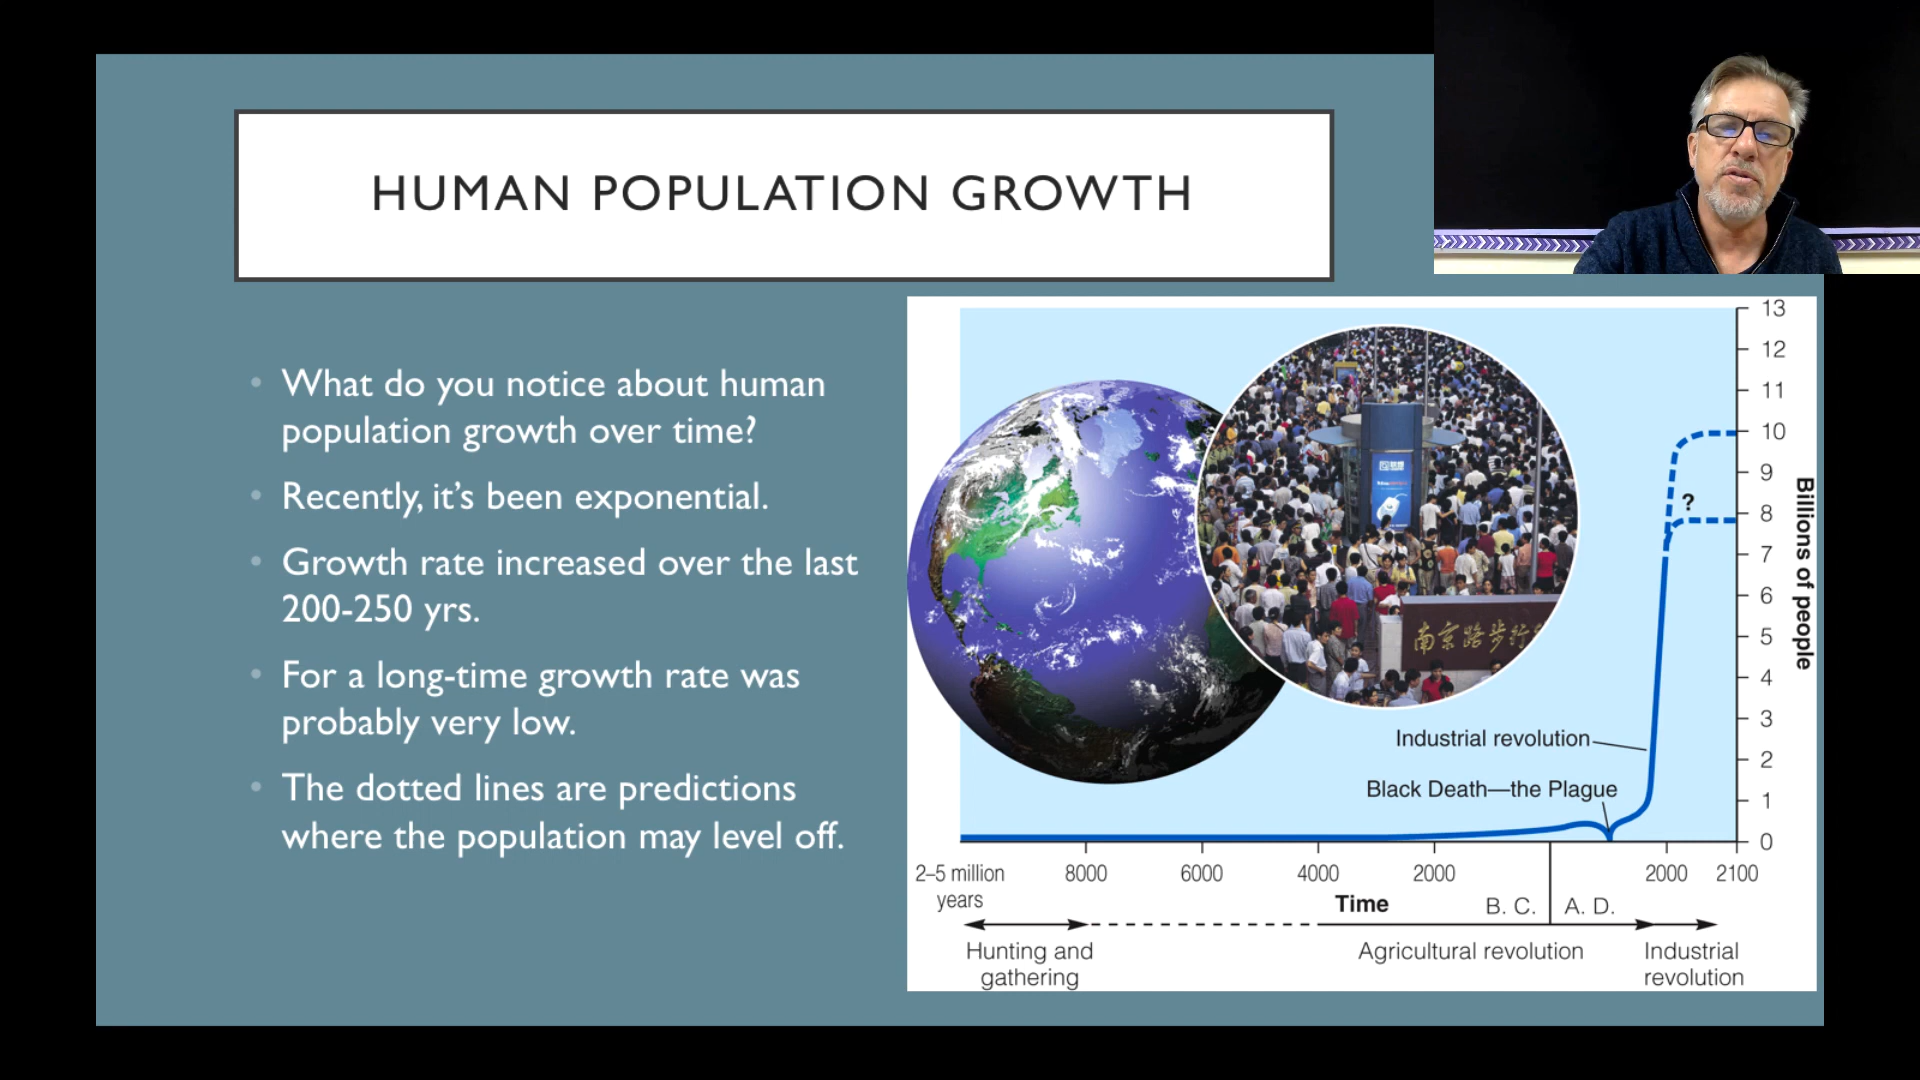 HUMAN POPULATION GROWTH
• What do you notice about human
population growth over time?
• Recently, it’s been exponential.
• Growth rate increased over the last
200-250 yrs.
• For a long-time growth rate was
probably very low.
• The dotted lines are predictions
where the population may level off.
13
12
11
10
9
8
7
6
5
4
3
2
1
0
Billions of people
?
南京路步行
Industrial revolution
Black Death—the Plague
2–5 million
years
8000
6000
4000
2000
2000
2100
Time
B. C.
A. D.
Hunting and
gathering
Agricultural revolution
Industrial
revolution